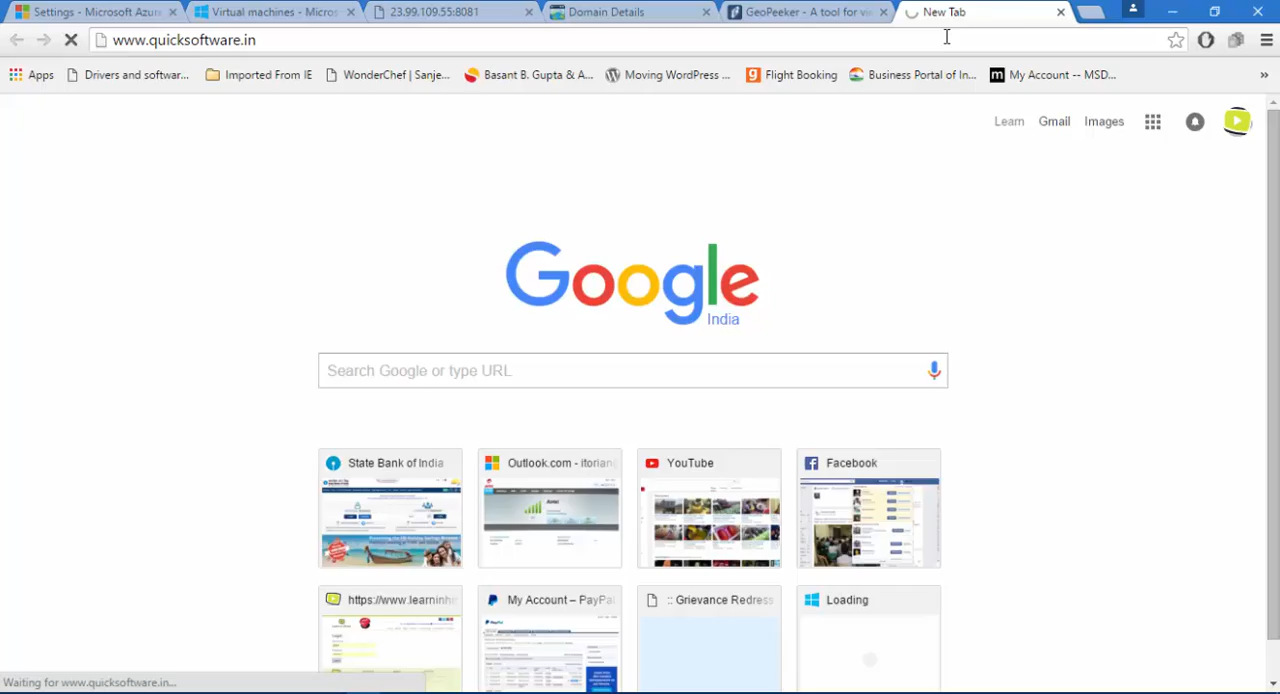 Settings - Microsoft Azur
Virtual machines - Micros
23.99.109.55:8081
Domain Details
GeoPeeker - A tool for vi
New Tab
www.quicksoftware.in
Apps
Drivers and softwar...
Imported From IE
WonderChef | Sanje...
Basant B. Gupta & A...
Moving WordPress ...
Flight Booking
Business Portal of In...
m My Account -- MSD...
»
Learn
Gmail
Images
Google
India
Search Google or type URL
State Bank of India
Outlook.com - itorian
YouTube
Facebook
https://www.learninh
My Account – PayPal
:: Grievance Redress
Loading
Waiting for www.quicksoftware.in...